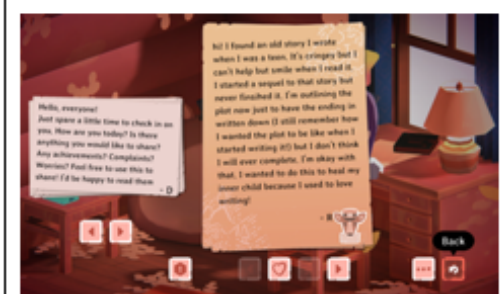 Hello, everyone!
Just spare a little time to check in on
you. How are you today? Is there
anything you would like to share?
Any achievements? Complaints?
Worries? Feel free to use this to
share! I'd be happy to read them
- D
hi! I found an old story I wrote
when I was a teen. It's cringey but I
can't help but smile when I read it.
I started a sequel to that story but
never finsihed it. I'm outlining the
plot now just to have the ending in
written down (I still remember how
I wanted the plot to be like when I
started writing it!) but I don't think
I will ever complete. I'm okay with
that. I wanted to do this to heal my
inner child because I used to love
writing!
- R
Back